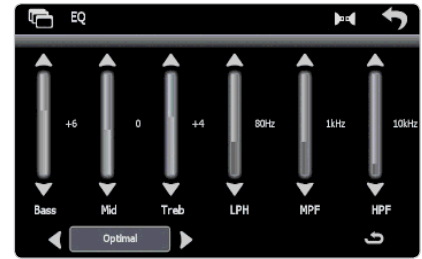 EQ
+6 0 +4 80Hz 1kHz 10kHz
Bass Mid Treb LPH MPF HPF
Optimal